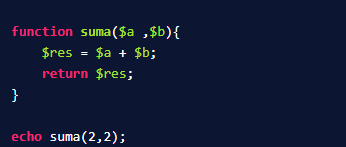 function suma($a ,$b){
    $res = $a + $b;
    return $res;
}
echo suma(2,2);